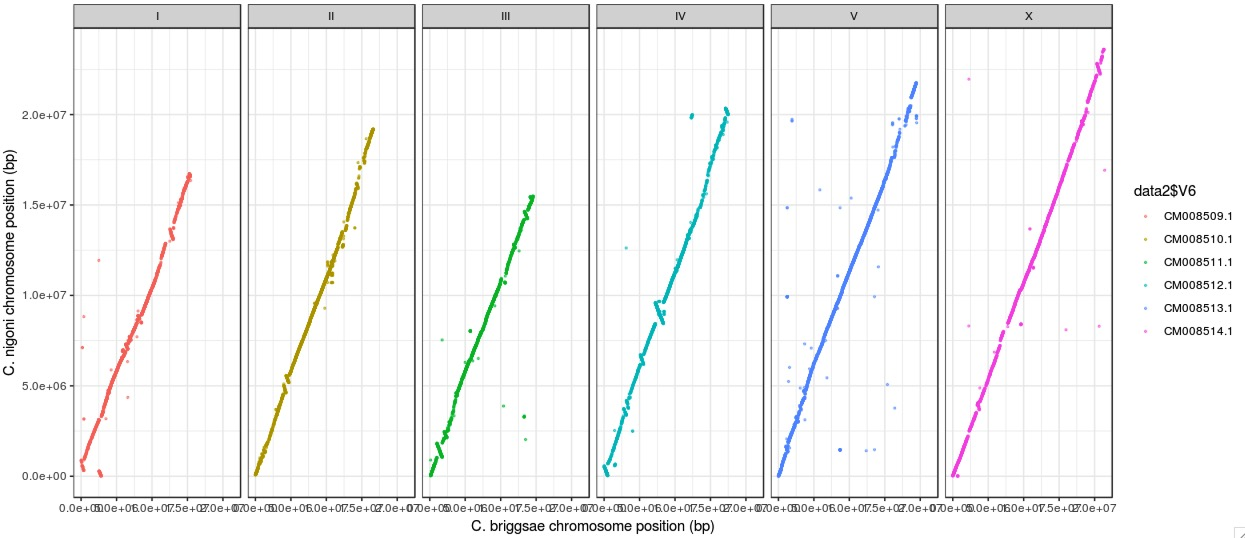 I II III IV V X
C. nigoni chromosome position (bp)
2.0e+07
1.5e+07
1.0e+07
5.0e+06
0.0e+00
C. briggsae chromosome position (bp)
data2$V6
CM008509.1
CM008510.1
CM008511.1
CM008512.1
CM008513.1
CM008514.1